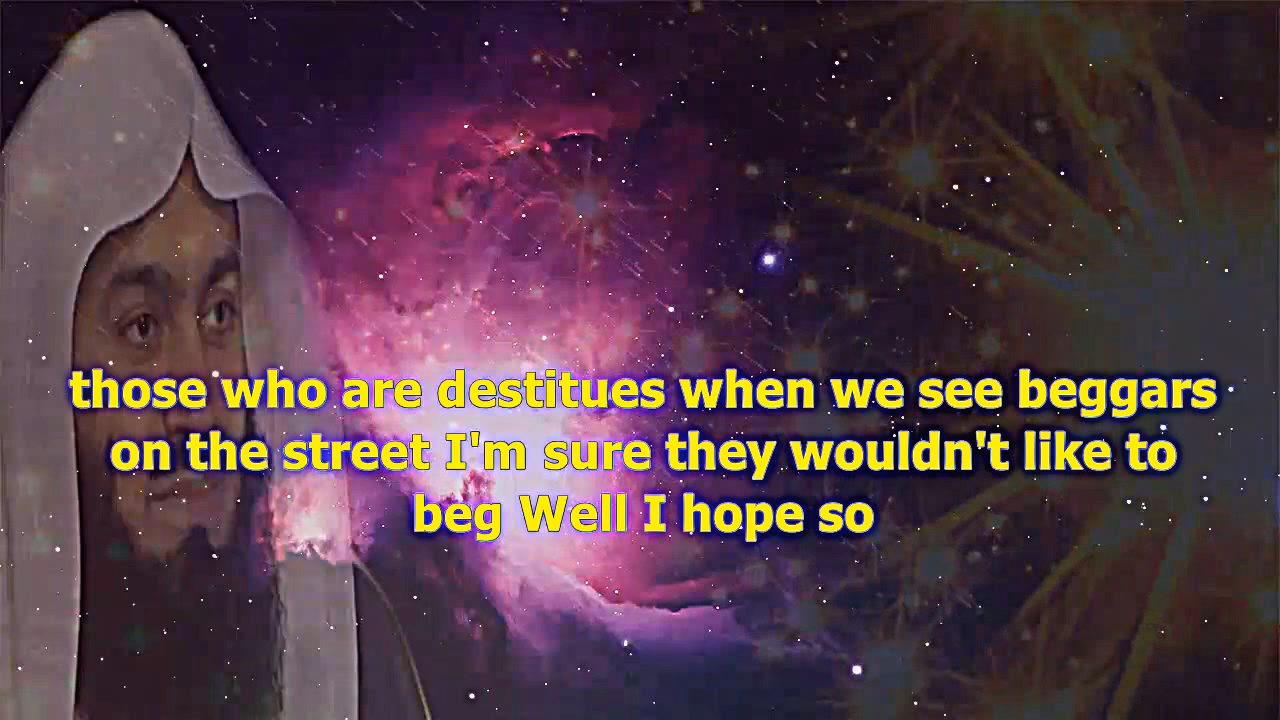 those who are destitues when we see beggars
on the street I'm sure they wouldn't like to
beg Well I hope so